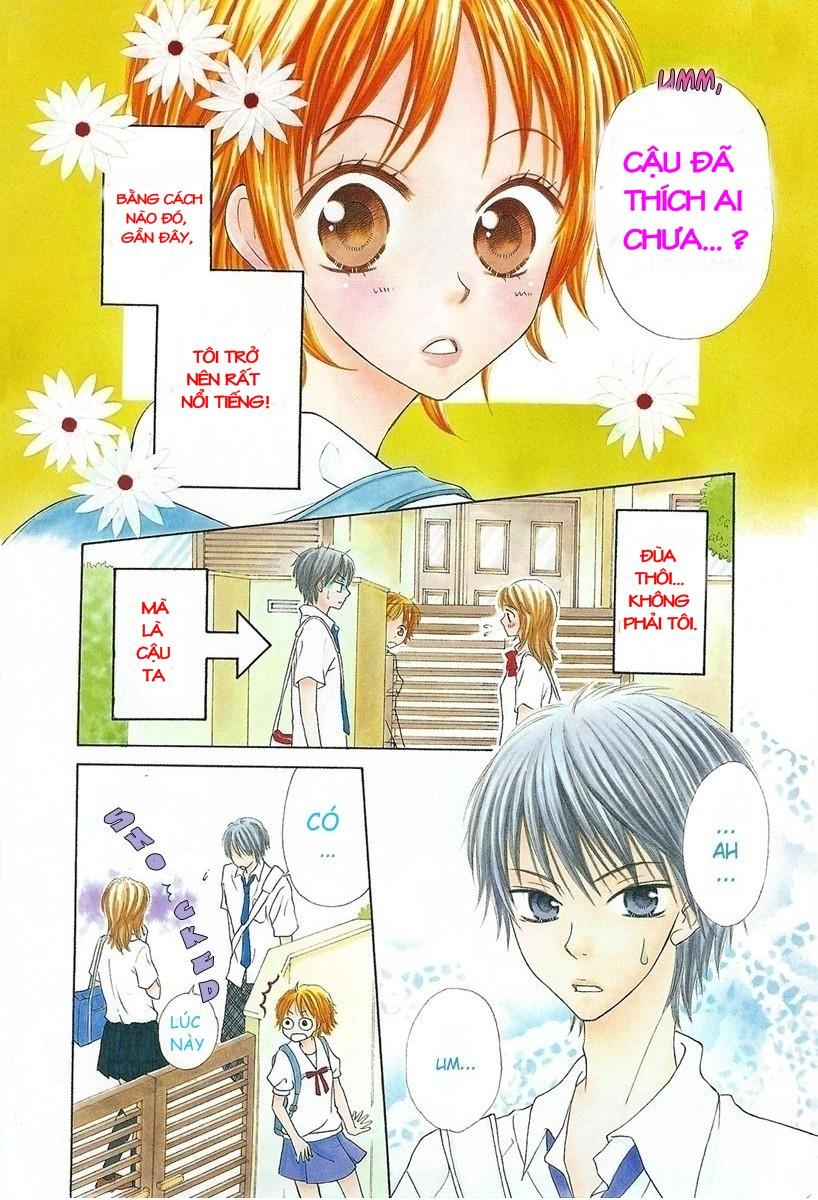 UMM,
CẬU ĐÃ
THÍCH AI
CHƯA... ?
BẰNG CÁCH
NÀO ĐÓ,
GẦN ĐÂY,
TÔI TRỞ
NÊN RẤT
NỔI TIẾNG!
ĐÙA
THÔI...
KHÔNG
PHẢI TÔI.
MÀ
LÀ
CẬU
TA
...
AH
...
UM...
CÓ
...
SHOCKED
LÚC
NÀY